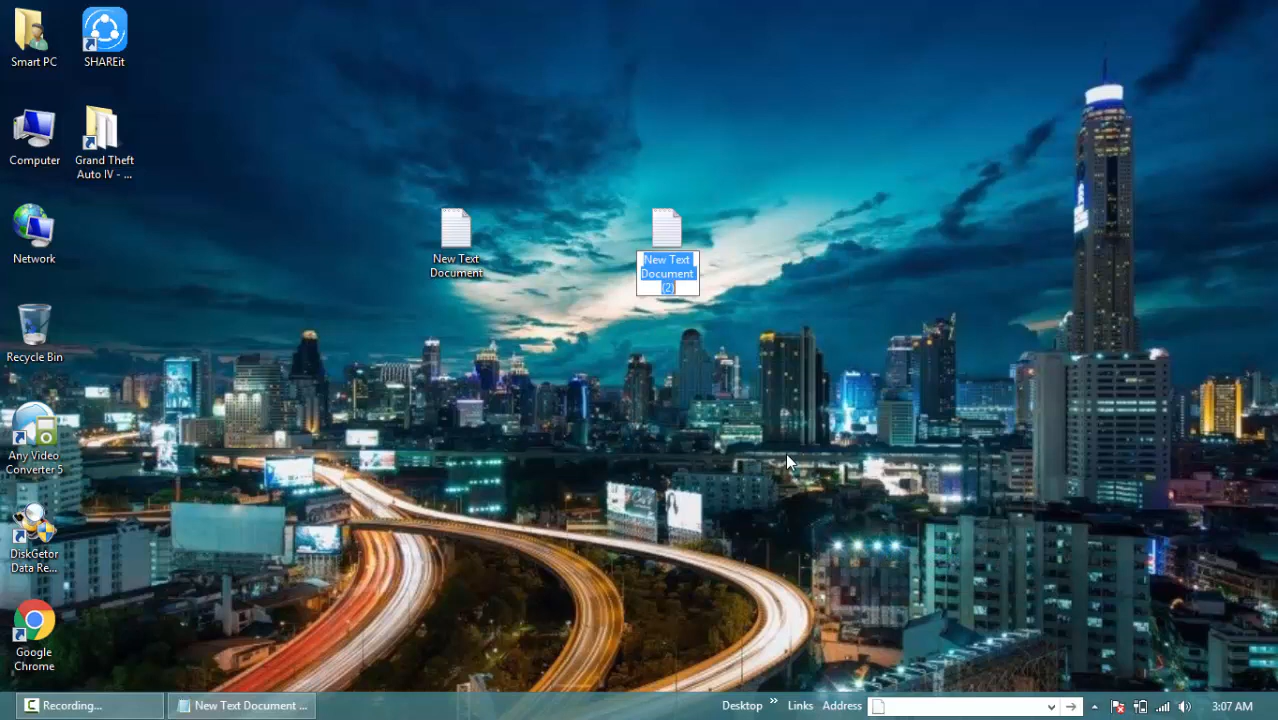 Smart PC
SHAREit
Computer
Grand Theft
Auto IV - ...
Network
New Text
Document
New Text
Document
(2)
Recycle Bin
Any Video
Converter 5
DiskGetor
Data Re...
Google
Chrome
Recording...
New Text Document ...
Desktop
»
Links
Address
3:07 AM